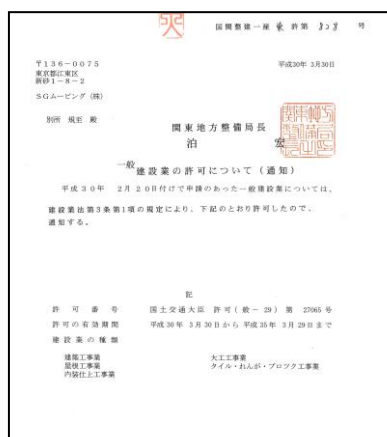 国関整建一産 許第 828 号
〒136-0075
東京都江東区
新砂1-8-2
平成30年 3月30日
SGムービング(株)
別所 規至 殿
関東地方整備局長
泊 宏
一般
建設業の許可について(通知)
平成30年 2月20日付けで申請のあった一般建設業については、
建設業法第3条第1項の規定により、下記のとおり許可したので、
通知する。
記
許可番号 国土交通大臣 許可(般-29)第 27065 号
許可の有効期間 平成30年 3月30日から 平成35年 3月29日まで
建設業の種類
建築工事業 大工工事業
屋根工事業 タイル・れんが・ブロツク工事業
内装仕上工事業